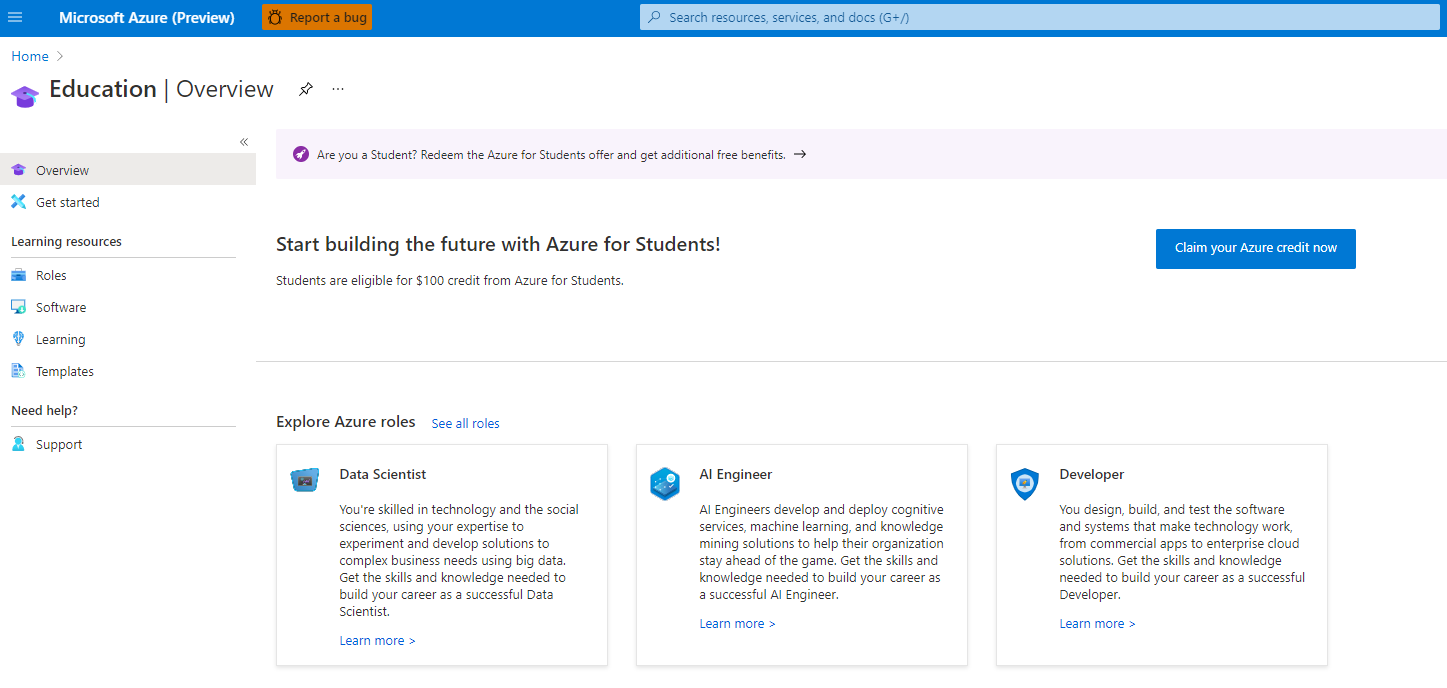 Microsoft Azure (Preview)
Report a bug
Search resources, services, and docs (G+/)
Home
Education | Overview
Overview
Get started
Learning resources
Roles
Software
Learning
Templates
Need help?
Support
Are you a Student? Redeem the Azure for Students offer and get additional free benefits.
Start building the future with Azure for Students!
Students are eligible for $100 credit from Azure for Students.
Claim your Azure credit now
Explore Azure roles
See all roles
Data Scientist
You're skilled in technology and the social
sciences, using your expertise to
experiment and develop solutions to
complex business needs using big data.
Get the skills and knowledge needed to
build your career as a successful Data
Scientist.
Learn more >
AI Engineer
AI Engineers develop and deploy cognitive
services, machine learning, and knowledge
mining solutions to help their organization
stay ahead of the game. Get the skills and
knowledge needed to build your career as
a successful AI Engineer.
Learn more >
Developer
You design, build, and test the software
and systems that make technology work,
from commercial apps to enterprise cloud
solutions. Get the skills and knowledge
needed to build your career as a successful
Developer.
Learn more >